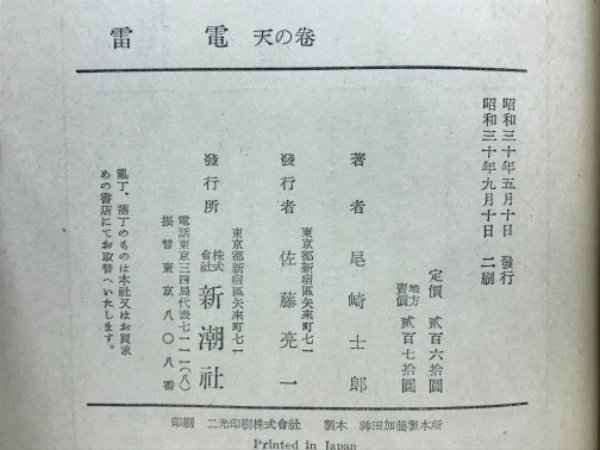 雷電 天の卷
昭和三十年五月十日 發行
昭和三十年九月十日 二刷
定價 貳百六拾圓
地方賣價 貳百七拾圓
著者 尾崎士郎
東京都新宿區矢來町七一
發行者 佐藤亮一
東京都新宿區矢來町七一
發行所 株式會社 新潮社
電話東京三四局代表七一一一(八)
振替東京八〇八番
亂丁、落丁のものは本社又はお買求
めの書店にてお取替へいたします。
印刷 二光印刷株式會社 製本 神田加藤製本所
Printed in Japan